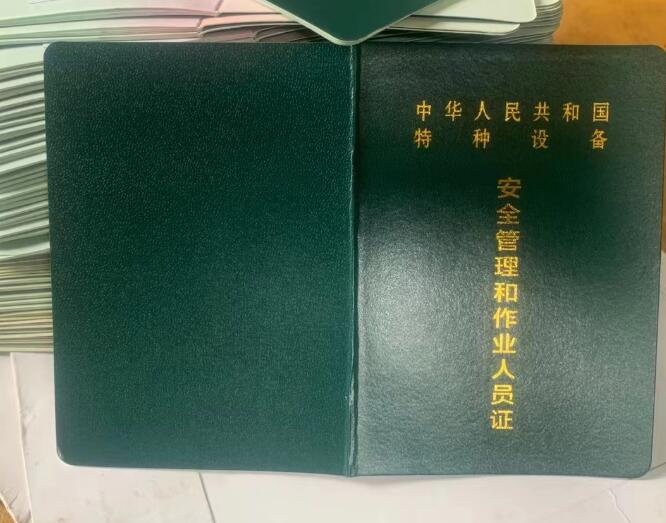 中华人民共和国
特种设备
安全管理和作业人员证